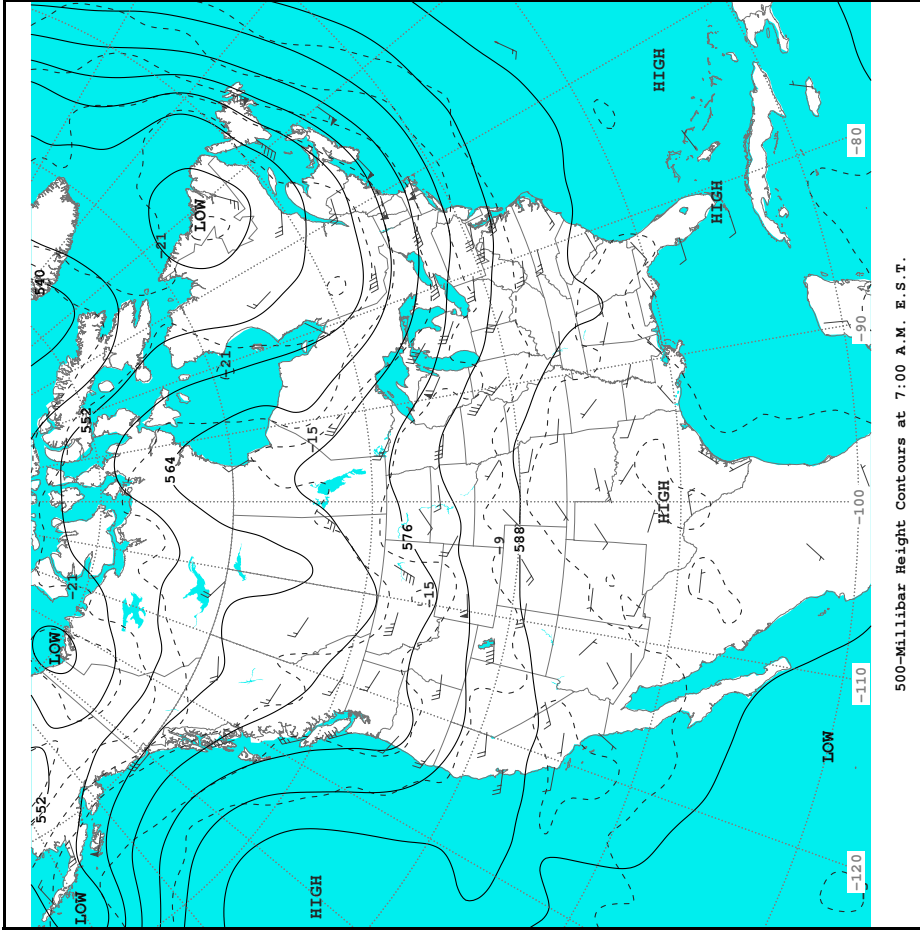 552
540
LOW
-21
LOW
552
-21
564
LOW
-21
-15
HIGH
576
-15
-9
588
HIGH
HIGH
HIGH
LOW
-120
-110
-100
-90
-80
500-Millibar Height Contours at 7:00 A.M. E.S.T.